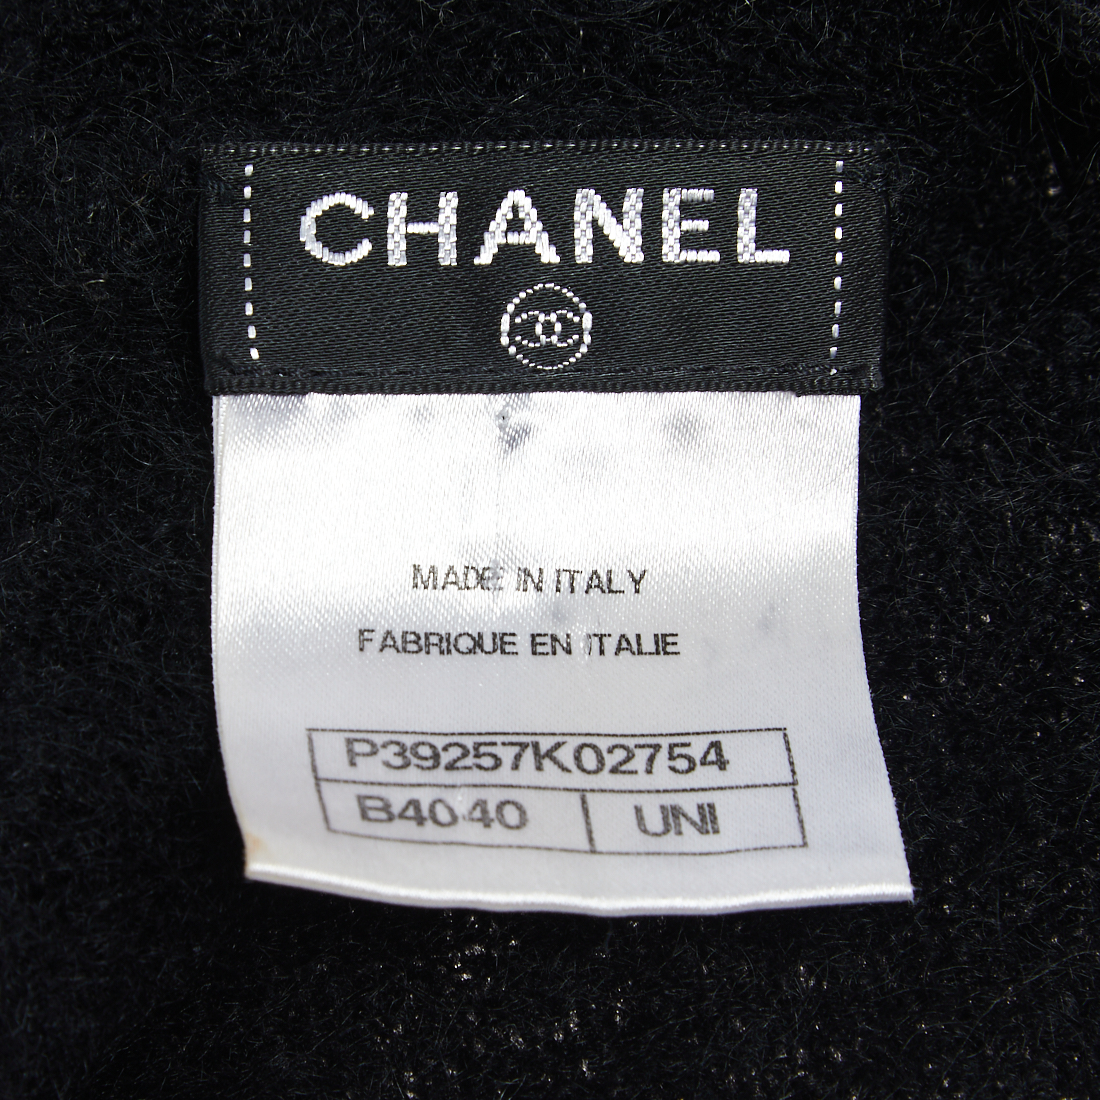 CHANEL
MADE IN ITALY
FABRIQUE EN ITALIE
P39257K02754
B4040 UNI